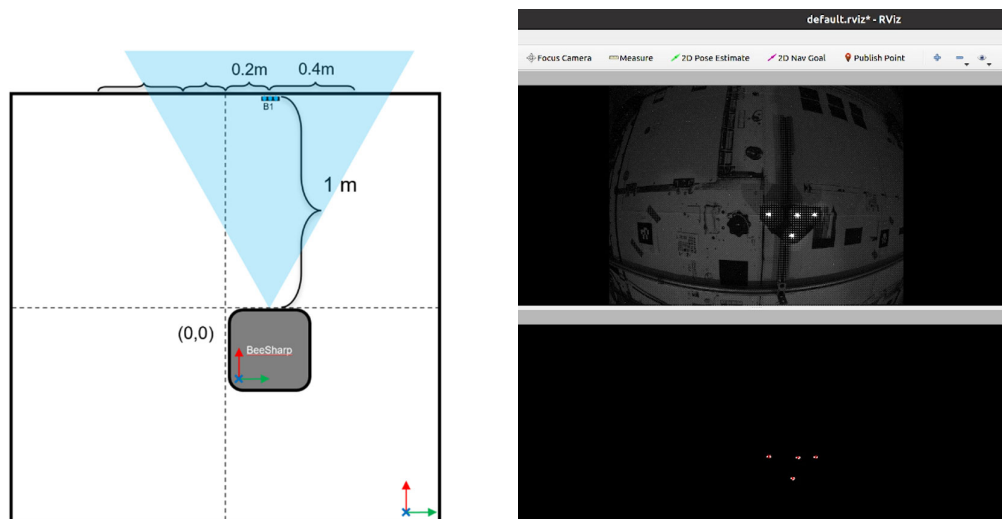 0.2m
0.4m
B1
1 m
(0,0)
BeeSharp
default.rviz* - RViz
Focus Camera
Measure
2D Pose Estimate
2D Nav Goal
Publish Point